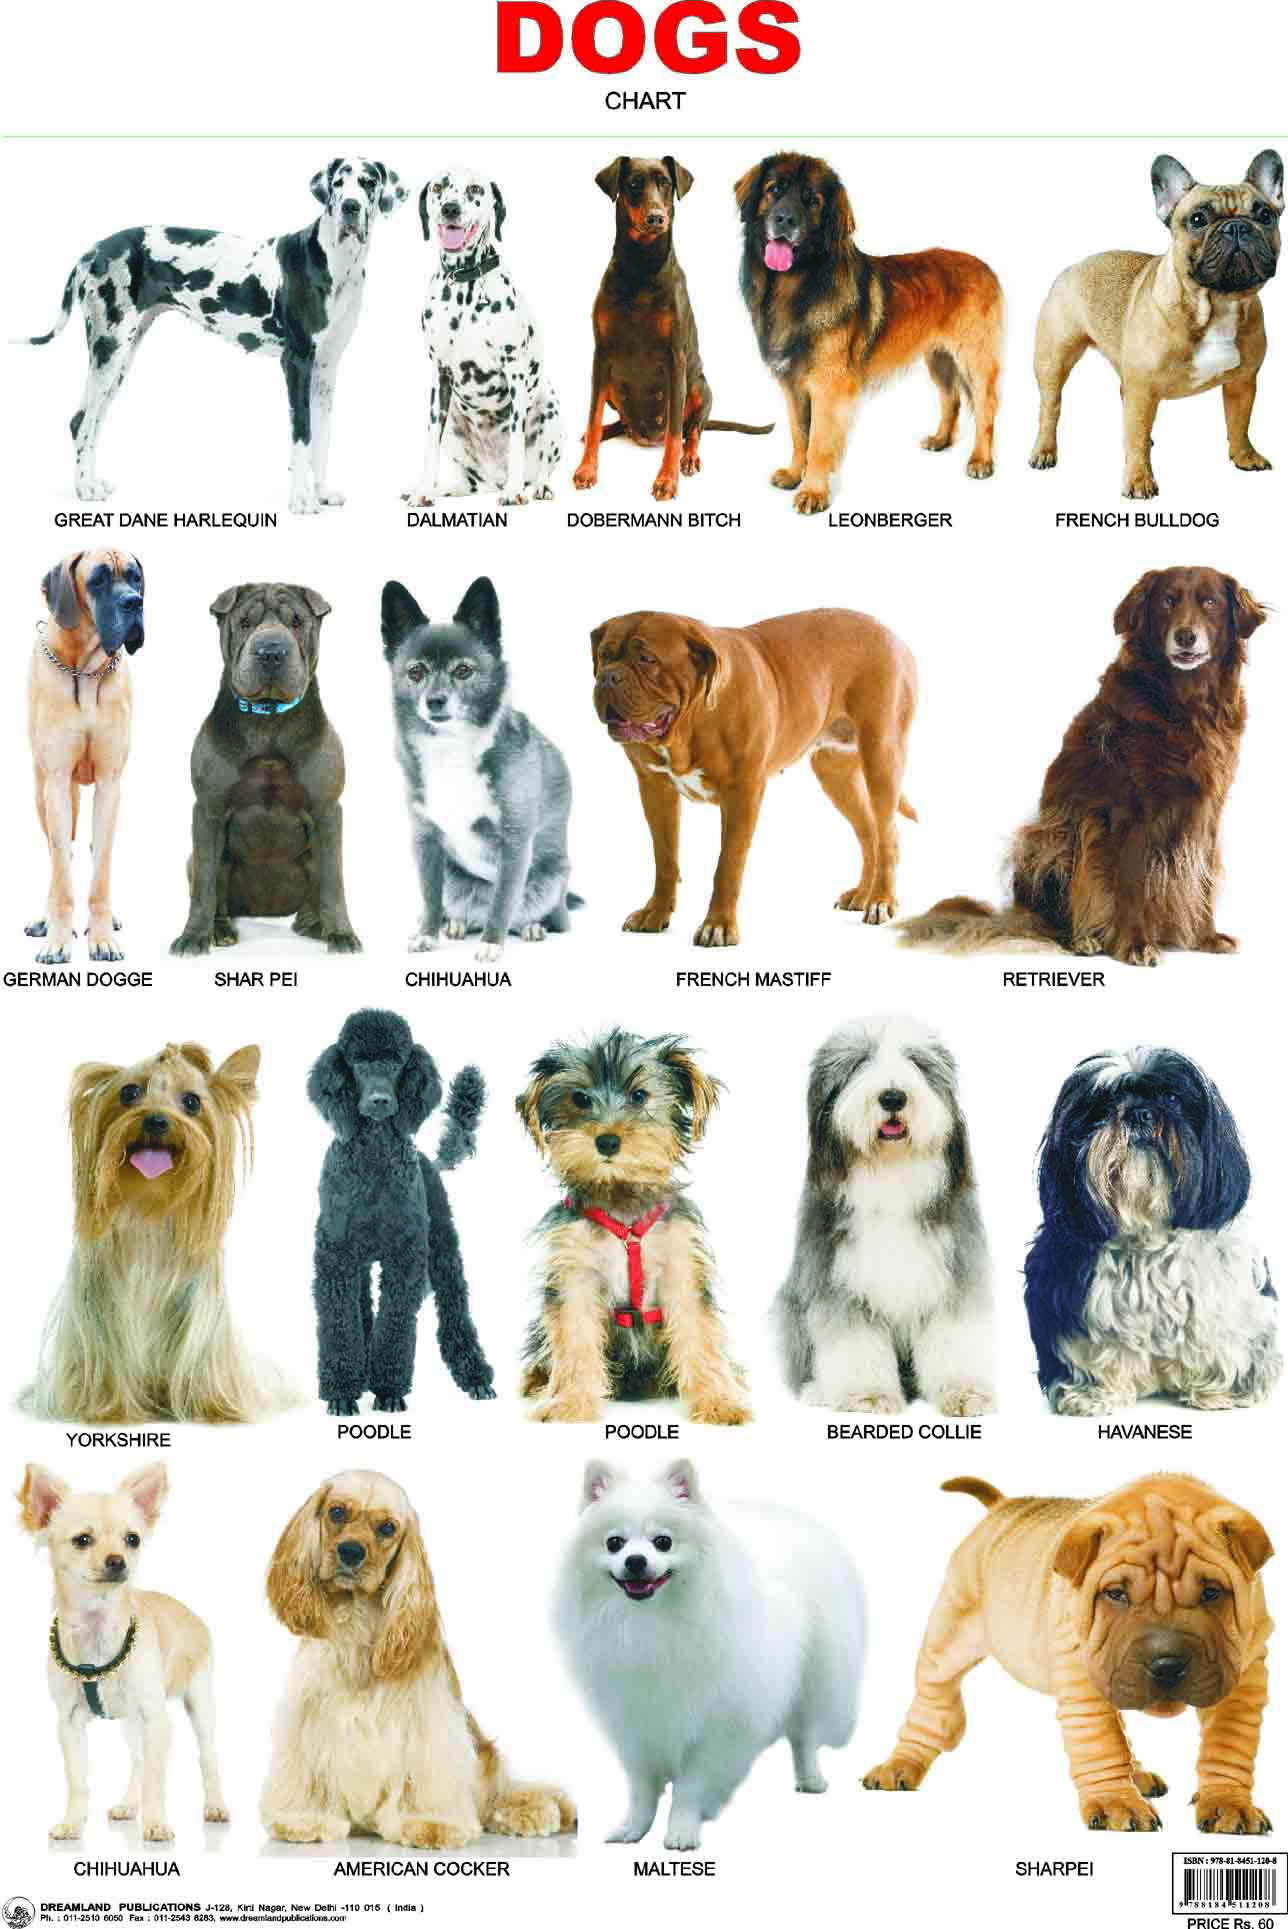 DOGS
CHART
GREAT DANE HARLEQUIN
DALMATIAN
DOBERMANN BITCH
LEONBERGER
FRENCH BULLDOG
GERMAN DOGGE
SHAR PEI
CHIHUAHUA
FRENCH MASTIFF
RETRIEVER
YORKSHIRE
POODLE
POODLE
BEARDED COLLIE
HAVANESE
CHIHUAHUA
AMERICAN COCKER
MALTESE
SHARPEI
ISBN : 978-81-8451-120-8
9 788184 511208
PRICE Rs. 60
DREAMLAND PUBLICATIONS J-128, Kirti Nagar, New Delhi -110 015 ( India )
Ph. : 011-2510 6050 Fax : 011-2543 8283, www.dreamlandpublications.com